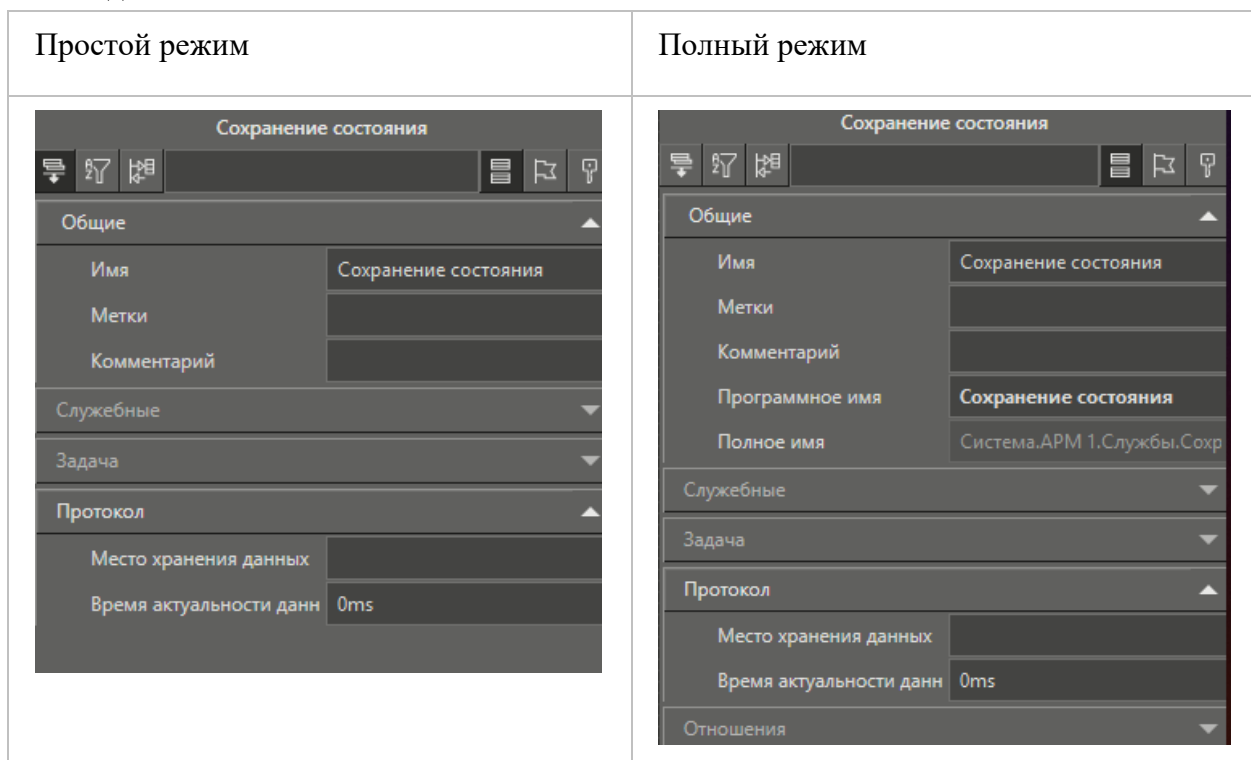 Простой режим
Полный режим
Сохранение состояния
Общие
Имя Сохранение состояния
Метки
Комментарий
Служебные
Задача
Протокол
Место хранения данных
Время актуальности данн 0ms
Сохранение состояния
Общие
Имя Сохранение состояния
Метки
Комментарий
Программное имя Сохранение состояния
Полное имя Система.АРМ 1.Службы.Сохр
Служебные
Задача
Протокол
Место хранения данных
Время актуальности данн 0ms
Отношения